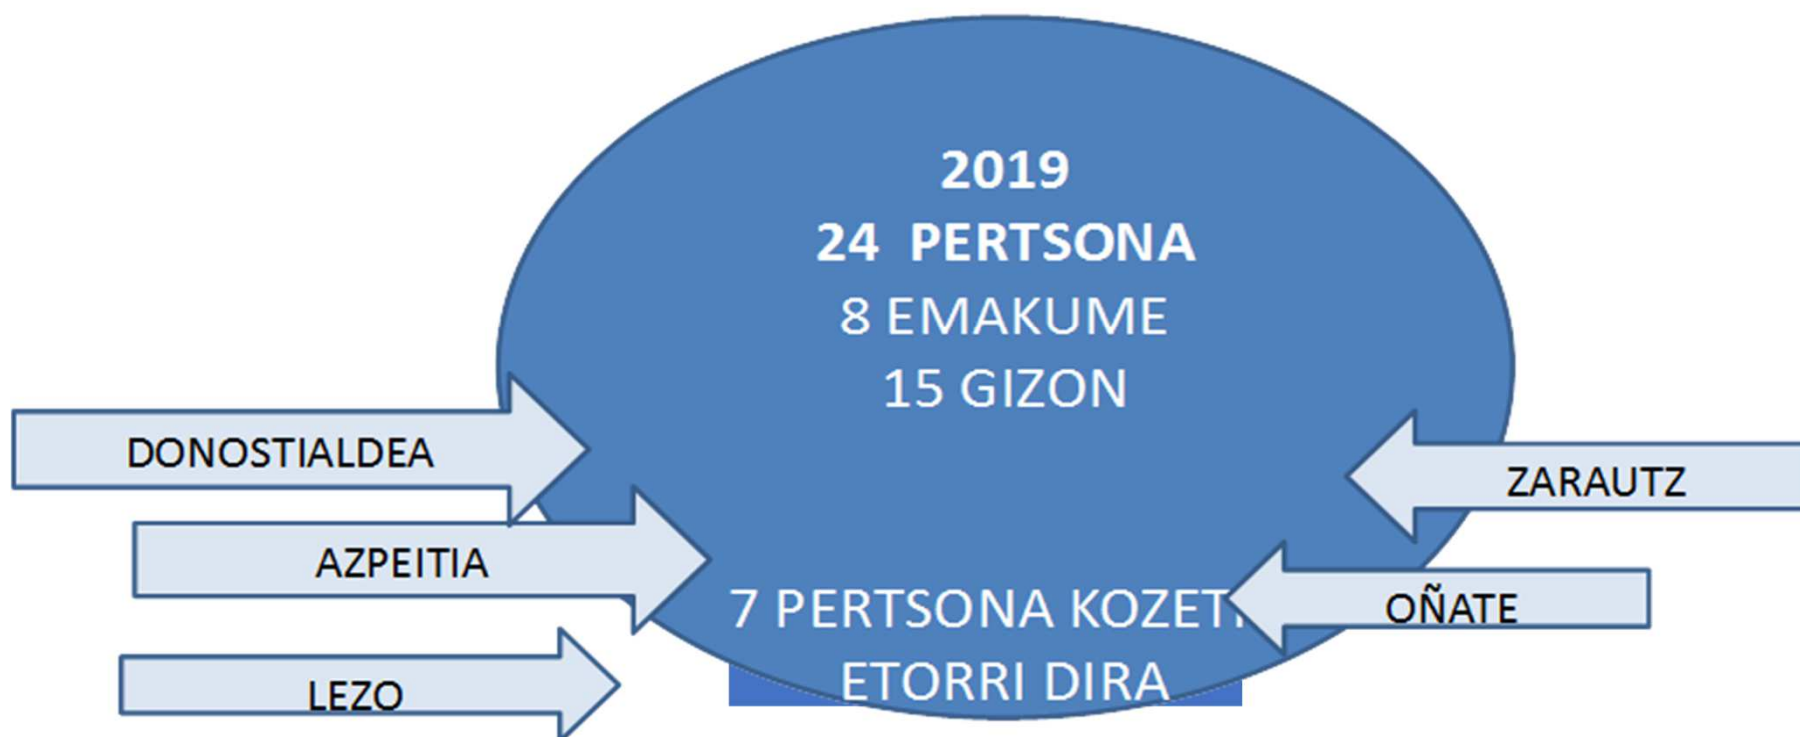 2019
24 PERTSONA
8 EMAKUME
15 GIZON
DONOSTIALDEA
ZARAUTZ
AZPEITIA
7 PERTSONA
OÑATE
ETORRI DIRA
LEZO